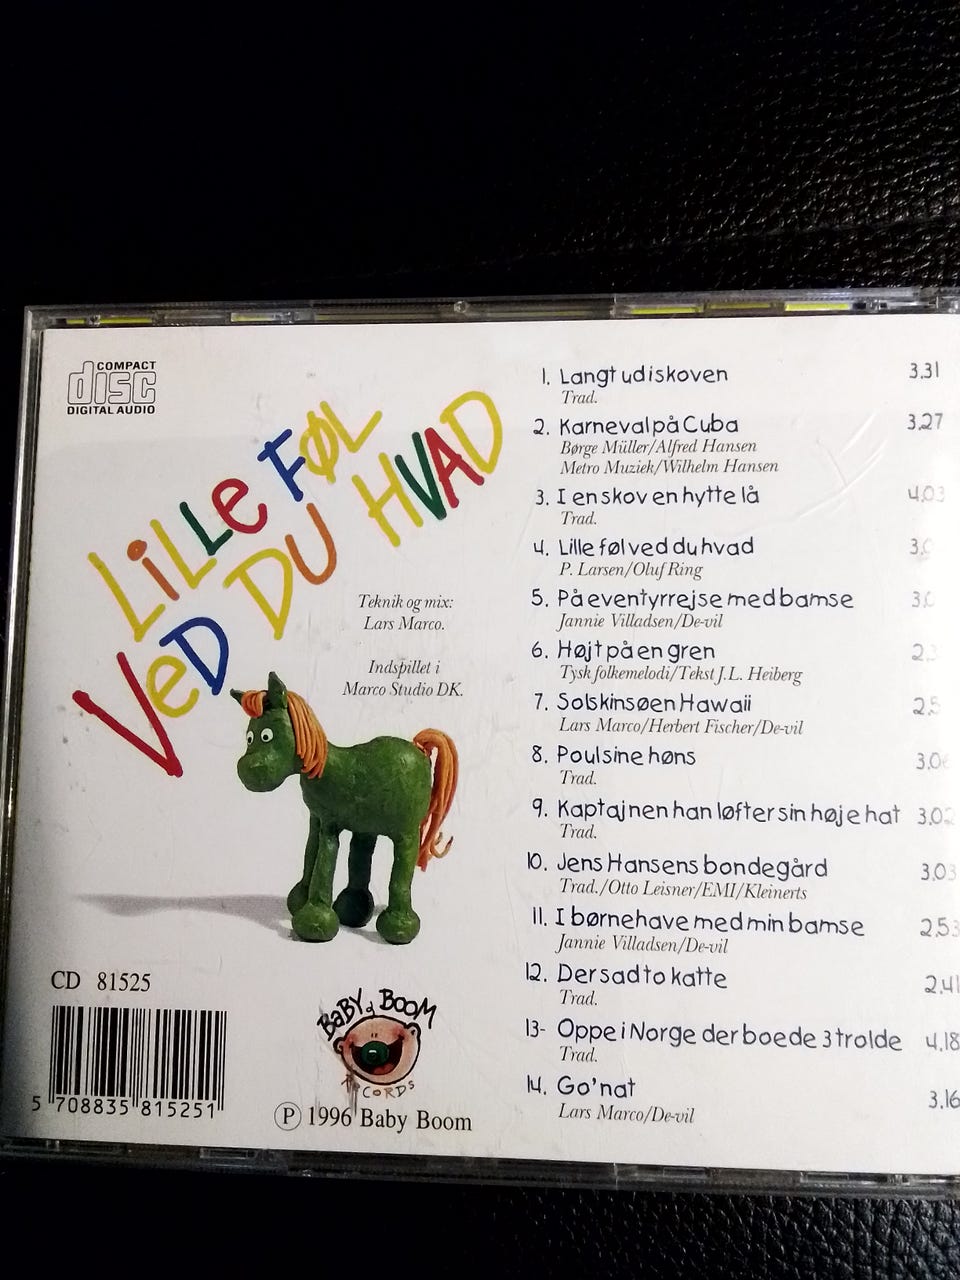 COMPACT
disc
DIGITAL AUDIO
LiLLe FØL
VeD DU HVAD
Teknik og mix:
Lars Marco.
Indspillet i
Marco Studio DK.
1. Langt ud i skoven 3.31
Trad.
2. Karneval på Cuba 3.27
Børge Müller/Alfred Hansen
Metro Muziek/Wilhelm Hansen
3. I en skov en hytte lå 4.03
Trad.
4. Lille føl ved du hvad
P. Larsen/Oluf Ring
5. På eventyrrejse med bamse
Jannie Villadsen/De-vil
6. Højt på en gren
Tysk folkemelodi/Tekst J.L. Heiberg
7. Solskinsøen Hawaii
Lars Marco/Herbert Fischer/De-vil
8. Poulsine høns
Trad.
9. Kaptajnen han løfter sin høje hat 3.02
Trad.
10. Jens Hansens bondegård 3.03
Trad./Otto Leisner/EMI/Kleinerts
11. I børnehave med min bamse 2.53
Jannie Villadsen/De-vil
12. Der sad to katte 2.41
Trad.
13- Oppe i Norge der boede 3 trolde 4.18
Trad.
14. Go'nat 3.16
Lars Marco/De-vil
CD 81525
5 708835 815251
BaBY BOOM
RECORDS
Ⓟ 1996 Baby Boom